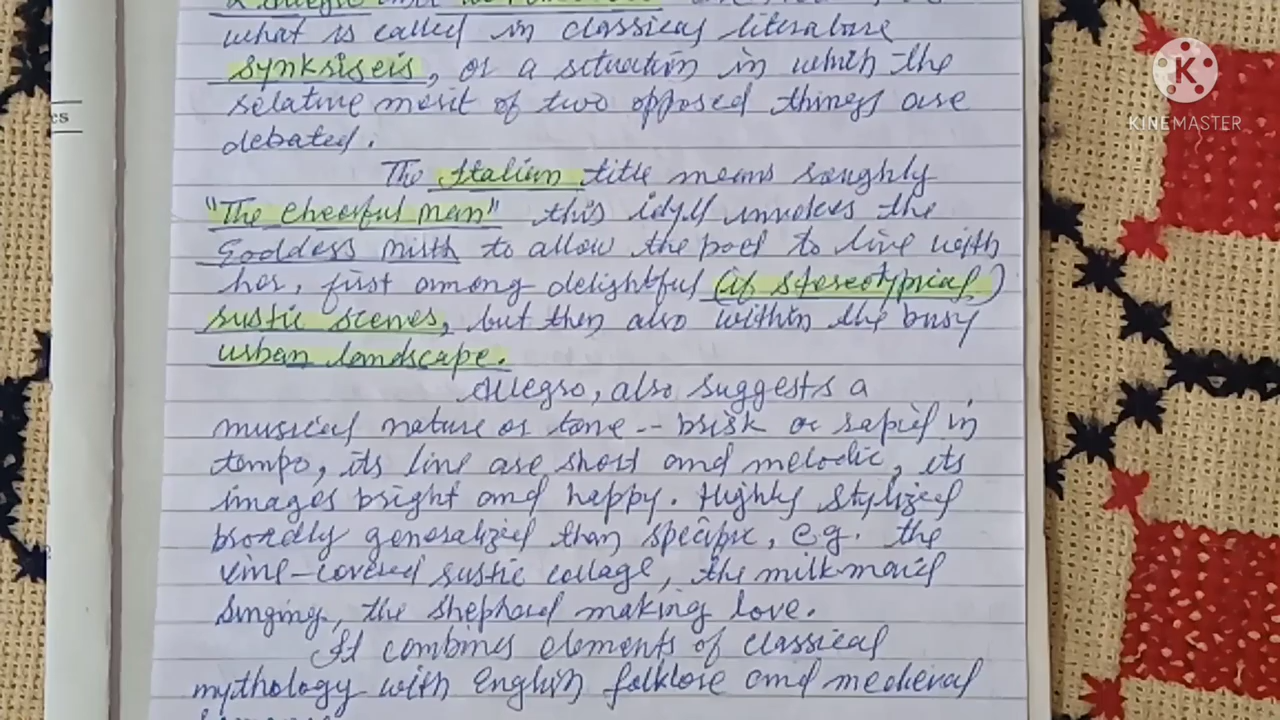 L'Allegro and
what is called in classical literature
synkriseis, or a situation in which the
relative merit of two opposed things are
debated.
The Italian title means roughly
"The cheerful man" this idyll invokes the
Goddess mirth to allow the poet to live with
her, first among delightful (if stereotypical)
rustic scenes, but then also within the busy
urban landscape.
Allegro, also suggests a
musical nature or tone -- brisk or rapid in
tempo, its line are short and melodic, its
images bright and happy. Highly stylized
broadly generalized than specific, e.g. the
vine-covered rustic collage, the milkmaid
singing, the shepherd making love.
It combines elements of classical
mythology with English folklore and medieval
es
K
KINEMASTER